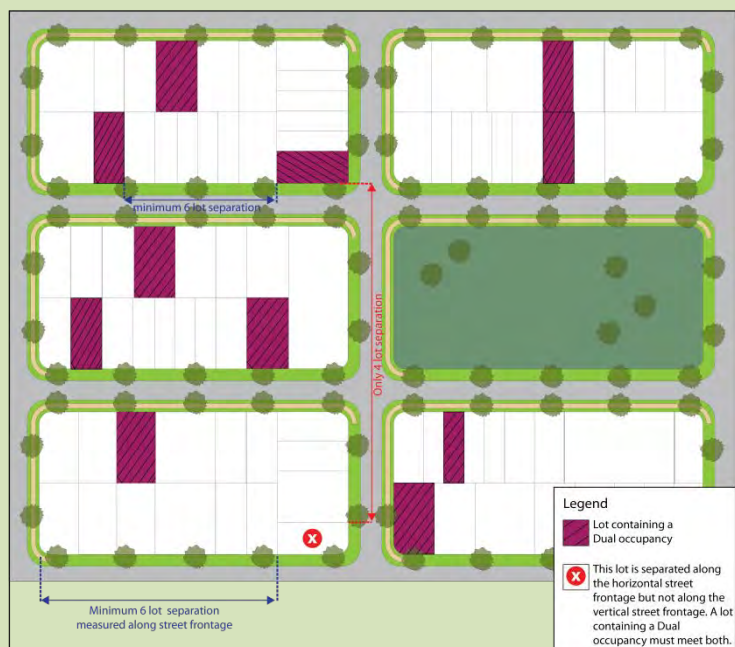 minimum 6 lot separation
Only 4 lot separation
X
Minimum 6 lot separation
measured along street frontage
Legend
Lot containing a
Dual occupancy
X
This lot is separated along
the horizontal street
frontage but not along the
vertical street frontage. A lot
containing a Dual
occupancy must meet both.